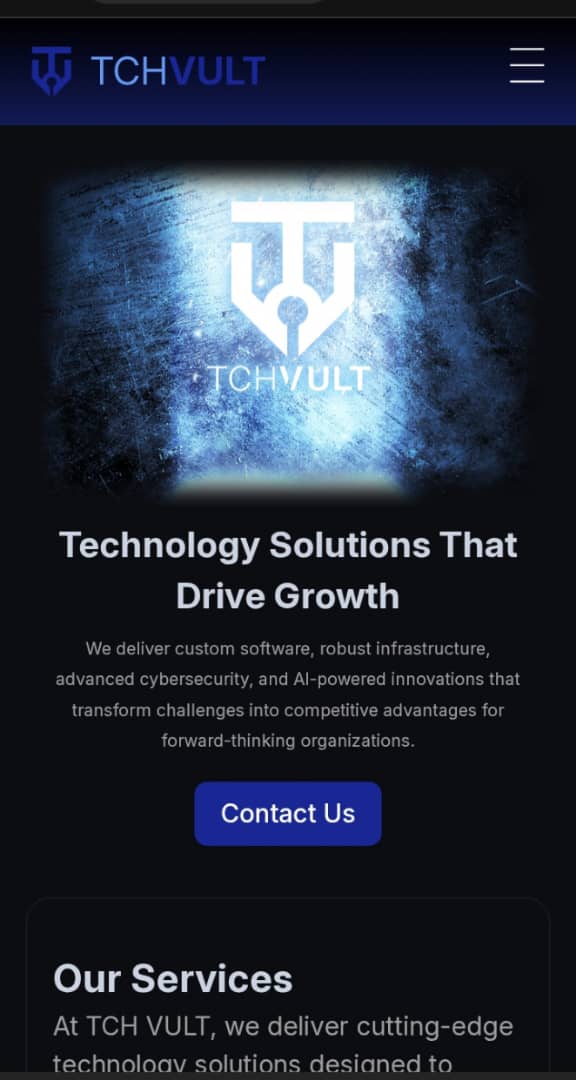 TCHVULT
TCHVULT
Technology Solutions That
Drive Growth
We deliver custom software, robust infrastructure,
advanced cybersecurity, and AI-powered innovations that
transform challenges into competitive advantages for
forward-thinking organizations.
Contact Us
Our Services
At TCH VULT, we deliver cutting-edge
technology solutions designed to